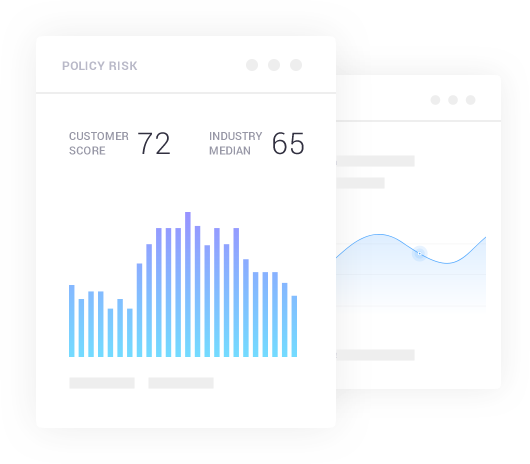 POLICY RISK
CUSTOMER SCORE 72
INDUSTRY MEDIAN 65